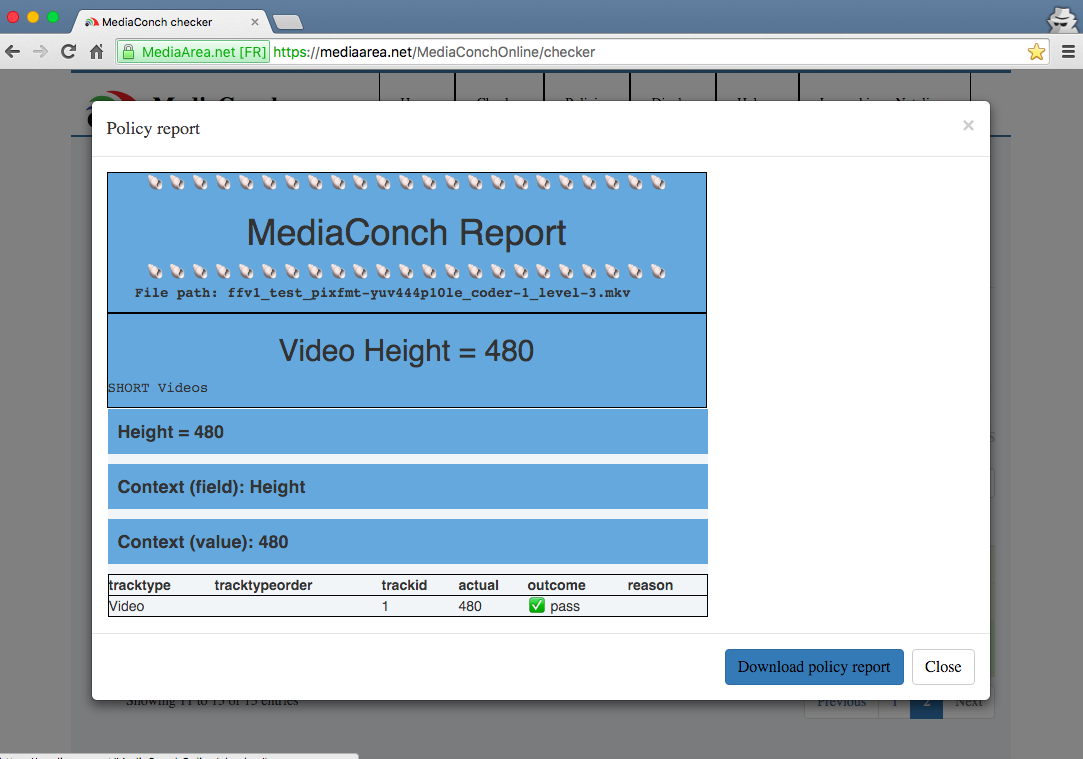 MediaConch checker
MediaArea.net [FR] https://mediaarea.net/MediaConchOnline/checker
Policy report
×
MediaConch Report
File path: ffv1_test_pixfmt-yuv444p10le_coder-1_level-3.mkv
Video Height = 480
SHORT Videos
Height = 480
Context (field): Height
Context (value): 480
tracktype tracktypeorder trackid actual outcome reason
Video 1 480 pass
Download policy report Close
Showing 11 to 15 of 15 entries
Previous 1 2 Next